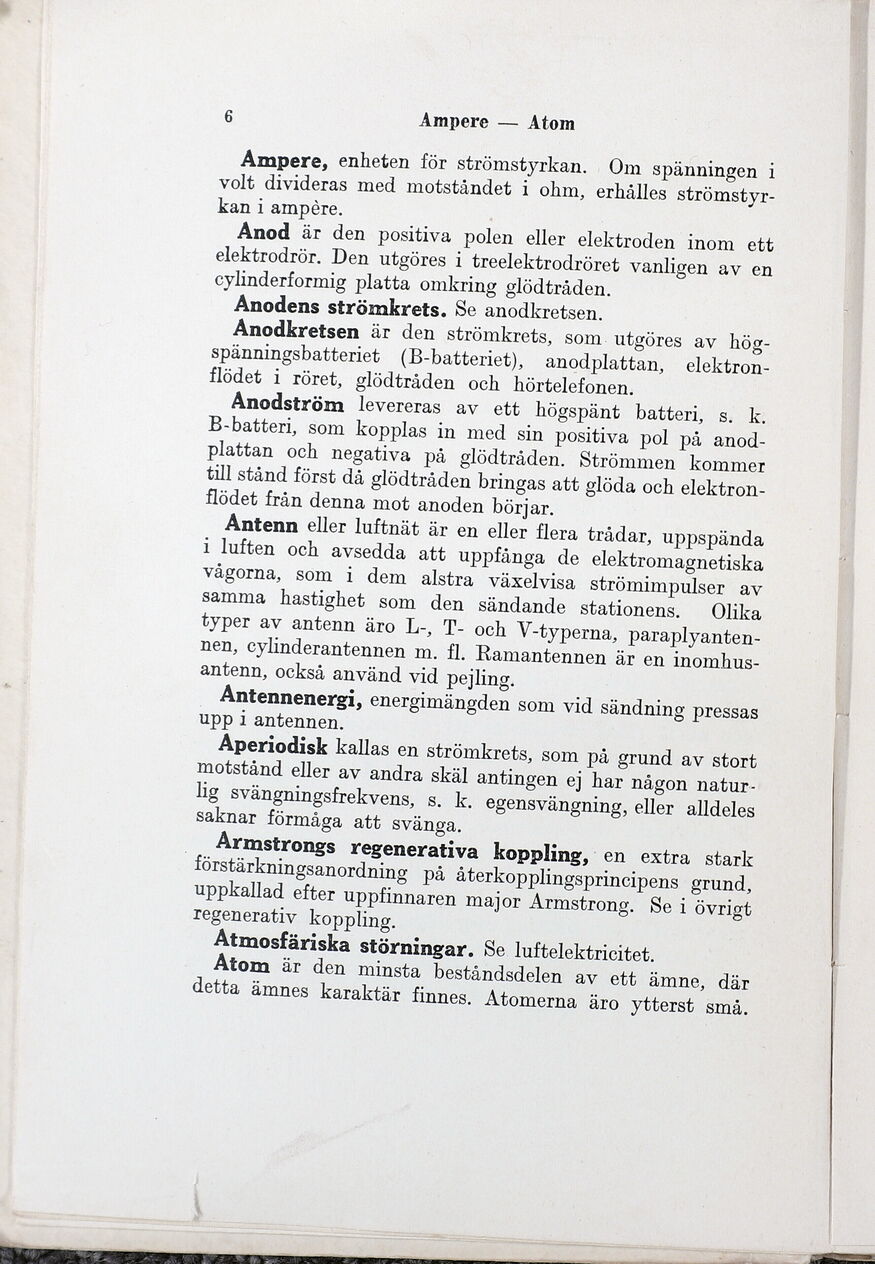 6
Ampere — Atom
Ampere, enheten för strömstyrkan. Om spänningen i
volt divideras med motståndet i ohm, erhålles strömstyr-
kan i ampère.
Anod är den positiva polen eller elektroden inom ett
elektrodrör. Den utgöres i treelektrodröret vanligen av en
cylinderformig platta omkring glödtråden.
Anodens strömkrets. Se anodkretsen.
Anodkretsen är den strömkrets, som utgöres av hög-
spänningsbatteriet (B-batteriet), anodplattan, elektron-
flödet i röret, glödtråden och hörtelefonen.
Anodström levereras av ett högspänt batteri, s. k.
B-batteri, som kopplas in med sin positiva pol på anod-
plattan och negativa på glödtråden. Strömmen kommer
till stånd först då glödtråden bringas att glöda och elektron-
flödet från denna mot anoden börjar.
Antenn eller luftnät är en eller flera trådar, uppspända
i luften och avsedda att uppfånga de elektromagnetiska
vågorna, som i dem alstra växelvisa strömimpulser av
samma hastighet som den sändande stationens. Olika
typer av antenn äro L-, T- och V-typerna, paraplyanten-
nen, cylinderantennen m. fl. Ramantennen är en inomhus-
antenn, också använd vid pejling.
Antennenergi, energimängden som vid sändning pressas
upp i antennen.
Aperiodisk kallas en strömkrets, som på grund av stort
motstånd eller av andra skäl antingen ej har någon natur-
lig svängningsfrekvens, s. k. egensvängning, eller alldeles
saknar förmåga att svänga.
Armstrongs regenerativa koppling, en extra stark
förstärkningsanordning på återkopplingsprincipens grund,
uppkallad efter uppfinnaren major Armstrong. Se i övrigt
regenerativ koppling.
Atmosfäriska störningar. Se luftelektricitet.
Atom är den minsta beståndsdelen av ett ämne, där
detta ämnes karaktär finnes. Atomerna äro ytterst små.